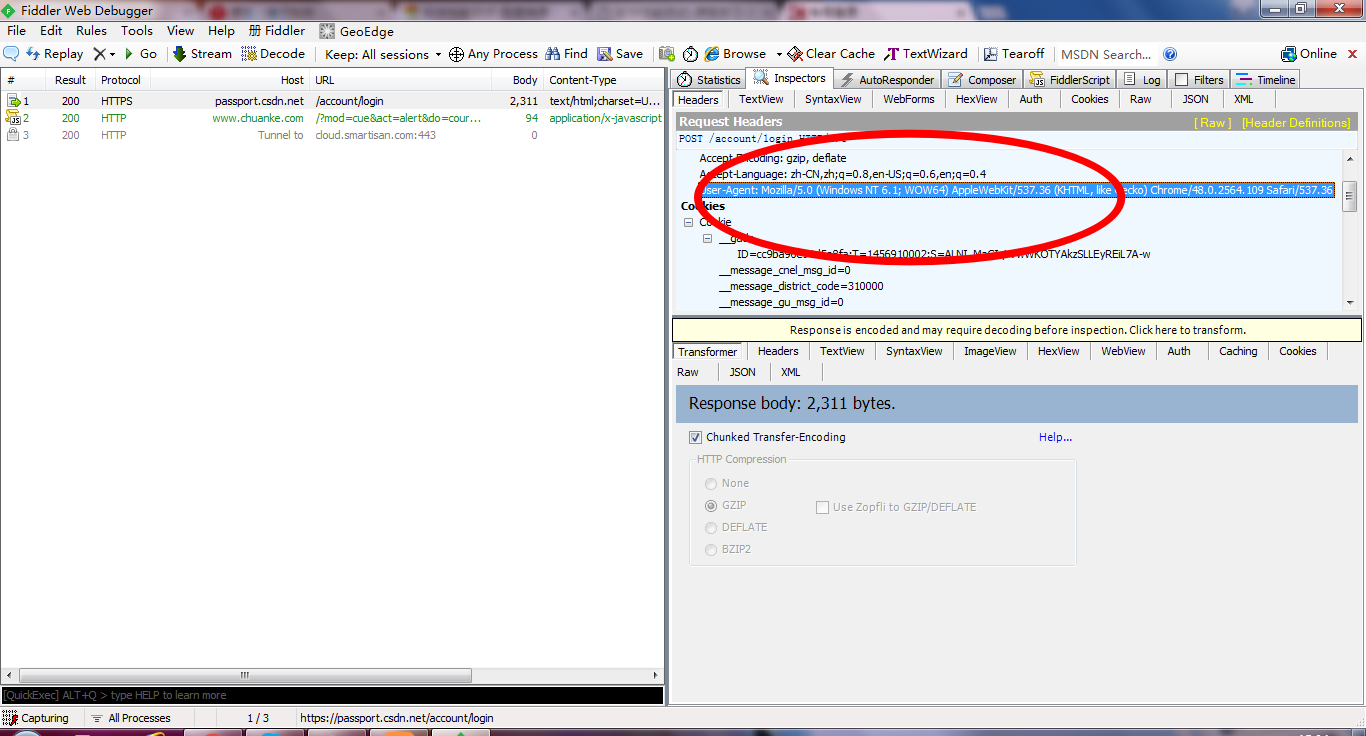 Fiddler Web Debugger
File Edit Rules Tools View Help 册 Fiddler GeoEdge
Replay X Go Stream Decode Keep: All sessions Any Process Find Save Browse Clear Cache TextWizard Tearoff MSDN Search... Online
Statistics Inspectors AutoResponder Composer FiddlerScript Log Filters Timeline
# Result Protocol Host URL Body Content-Type
1 200 HTTPS passport.csdn.net /account/login 2,311 text/html;charset=U...
2 200 HTTP www.chuanke.com /?mod=cue&act=alert&do=cour... 94 application/x-javascript
3 200 HTTP Tunnel to cloud.smartisan.com:443 0
Headers TextView SyntaxView WebForms HexView Auth Cookies Raw JSON XML
Request Headers [ Raw ] [Header Definitions]
POST /account/login
Accept-Encoding: gzip, deflate
Accept-Language: zh-CN,zh;q=0.8,en-US;q=0.6,en;q=0.4
User-Agent: Mozilla/5.0 (Windows NT 6.1; WOW64) AppleWebKit/537.36 (KHTML, like Gecko) Chrome/48.0.2564.109 Safari/537.36
Cookies
Cookie
__message_cnel_msg_id=0
__message_district_code=310000
__message_gu_msg_id=0
Response is encoded and may require decoding before inspection. Click here to transform.
Transformer Headers TextView SyntaxView ImageView HexView WebView Auth Caching Cookies
Raw JSON XML
Response body: 2,311 bytes.
Chunked Transfer-Encoding Help...
HTTP Compression
None
GZIP Use Zopfli to GZIP/DEFLATE
DEFLATE
BZIP2
[QuickExec] ALT+Q > type HELP to learn more
Capturing All Processes 1 / 3 https://passport.csdn.net/account/login